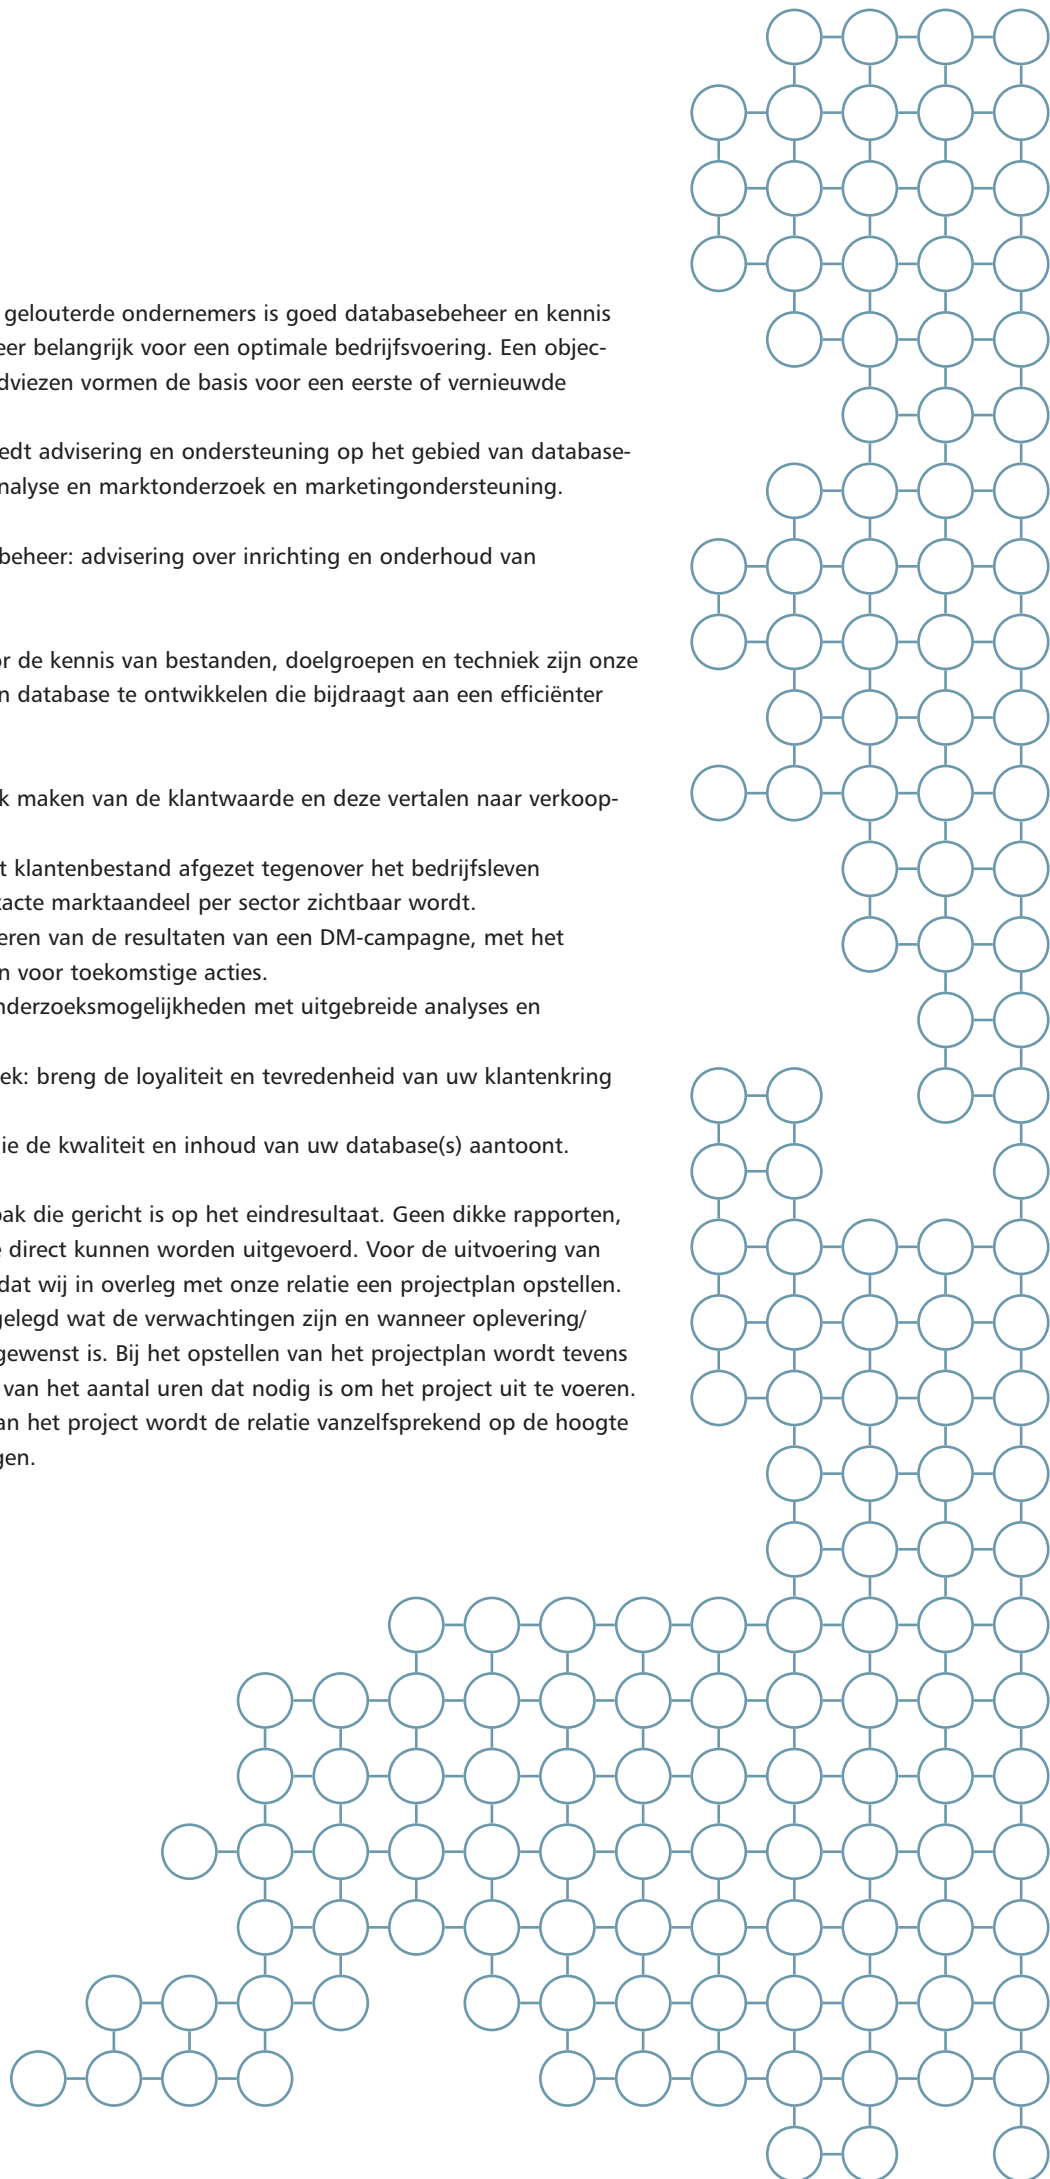 gelouterde ondernemers is goed databasebeheer en kennis
eer belangrijk voor een optimale bedrijfsvoering. Een objec-
dviezen vormen de basis voor een eerste of vernieuwde
edt advisering en ondersteuning op het gebied van database-
nalyse en marktonderzoek en marketingondersteuning.
beheer: advisering over inrichting en onderhoud van
or de kennis van bestanden, doelgroepen en techniek zijn onze
n database te ontwikkelen die bijdraagt aan een efficiënter
k maken van de klantwaarde en deze vertalen naar verkoop-
t klantenbestand afgezet tegenover het bedrijfsleven
tacte marktaandeel per sector zichtbaar wordt.
eren van de resultaten van een DM-campagne, met het
n voor toekomstige acties.
nderzoeksmogelijkheden met uitgebreide analyses en
ek: breng de loyaliteit en tevredenheid van uw klantenkring
ie de kwaliteit en inhoud van uw database(s) aantoont.
pak die gericht is op het eindresultaat. Geen dikke rapporten,
e direct kunnen worden uitgevoerd. Voor de uitvoering van
dat wij in overleg met onze relatie een projectplan opstellen.
gelegd wat de verwachtingen zijn en wanneer oplevering/
gewenst is. Bij het opstellen van het projectplan wordt tevens
van het aantal uren dat nodig is om het project uit te voeren.
an het project wordt de relatie vanzelfsprekend op de hoogte
gen.